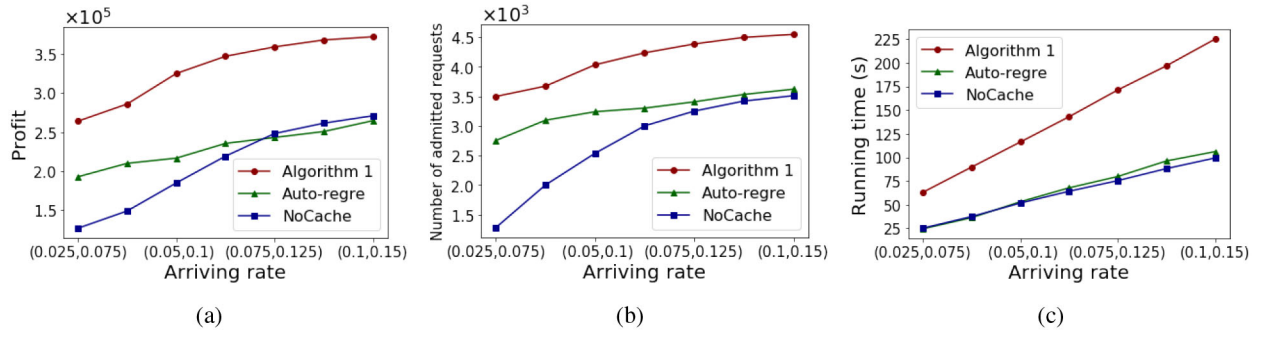 ×10⁵
Profit
3.5
3.0
2.5
2.0
1.5
Algorithm 1
Auto-regre
NoCache
(0.025,0.075) (0.05,0.1) (0.075,0.125) (0.1,0.15)
Arriving rate
(a)
×10³
Number of admitted requests
4.5
4.0
3.5
3.0
2.5
2.0
1.5
Algorithm 1
Auto-regre
NoCache
(0.025,0.075) (0.05,0.1) (0.075,0.125) (0.1,0.15)
Arriving rate
(b)
Running time (s)
225
200
175
150
125
100
75
50
25
Algorithm 1
Auto-regre
NoCache
(0.025,0.075) (0.05,0.1) (0.075,0.125) (0.1,0.15)
Arriving rate
(c)